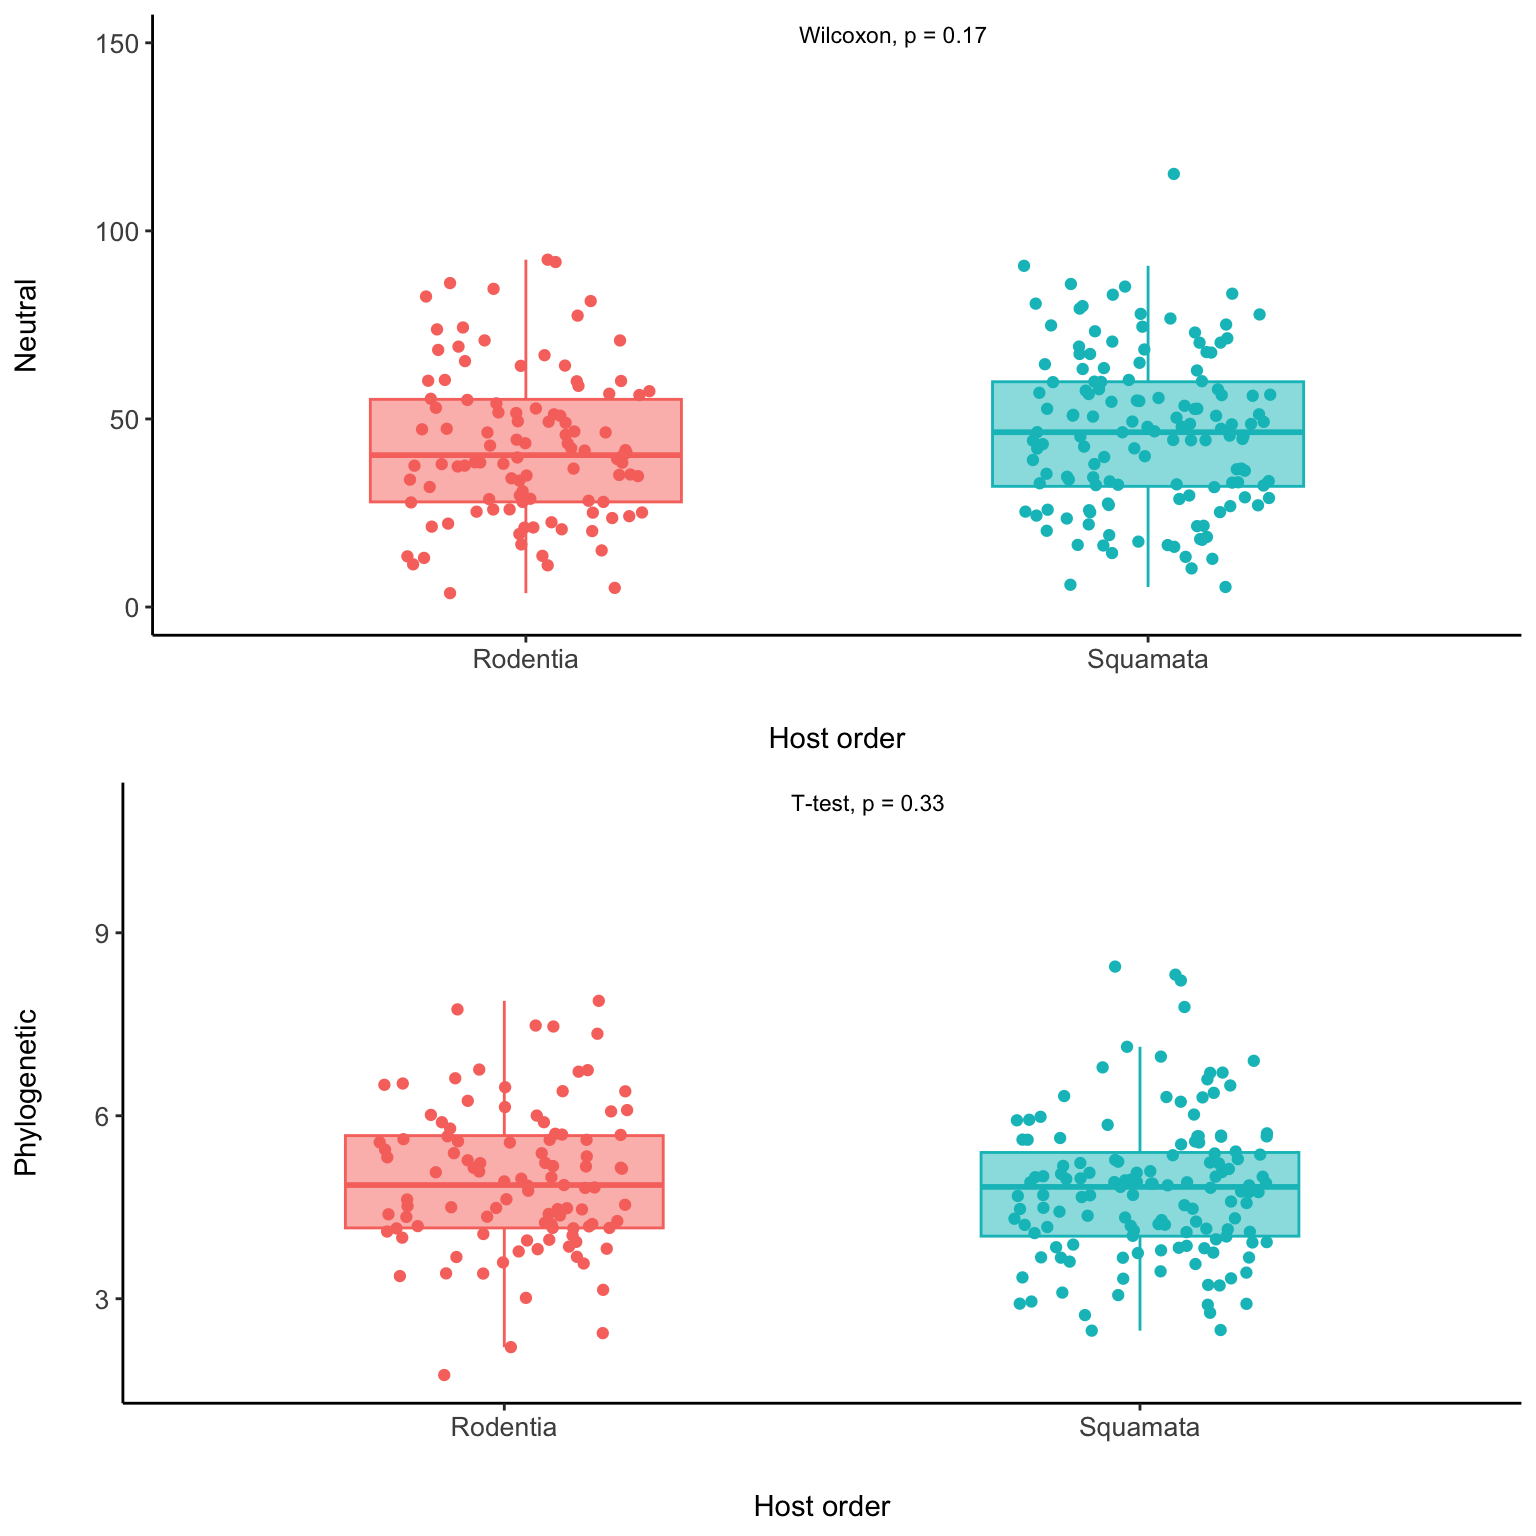 Wilcoxon, p = 0.17
150
100
50
0
Neutral
Rodentia
Squamata
Host order
T-test, p = 0.33
9
6
3
Phylogenetic
Rodentia
Squamata
Host order